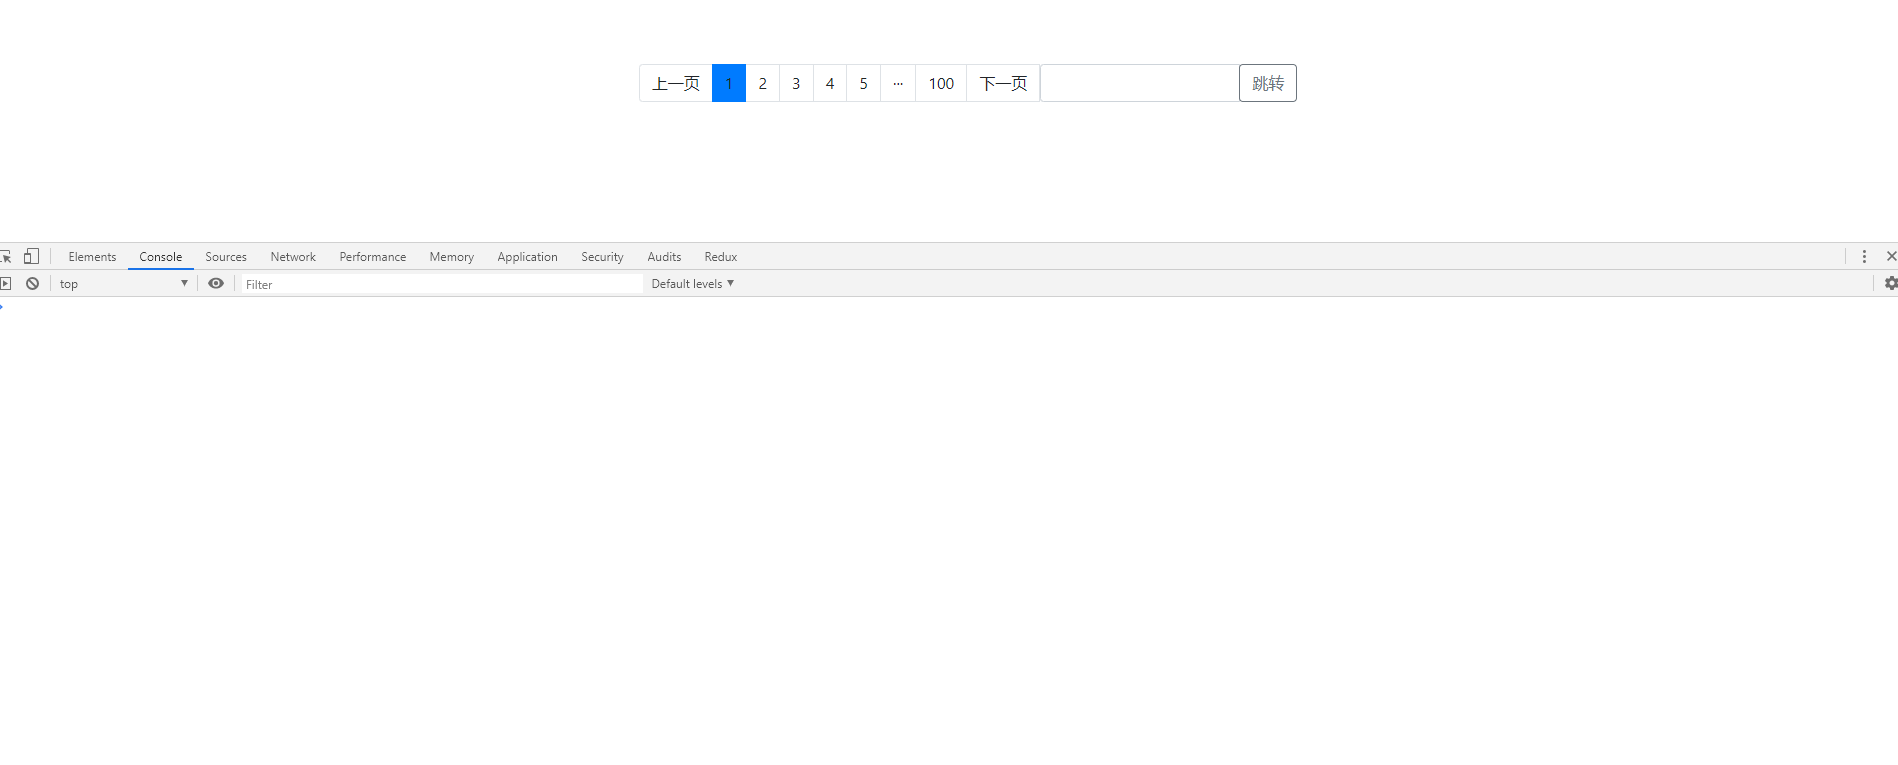 上一页 1 2 3 4 5 ··· 100 下一页 跳转
Elements Console Sources Network Performance Memory Application Security Audits Redux
top ▼ Filter Default levels ▼